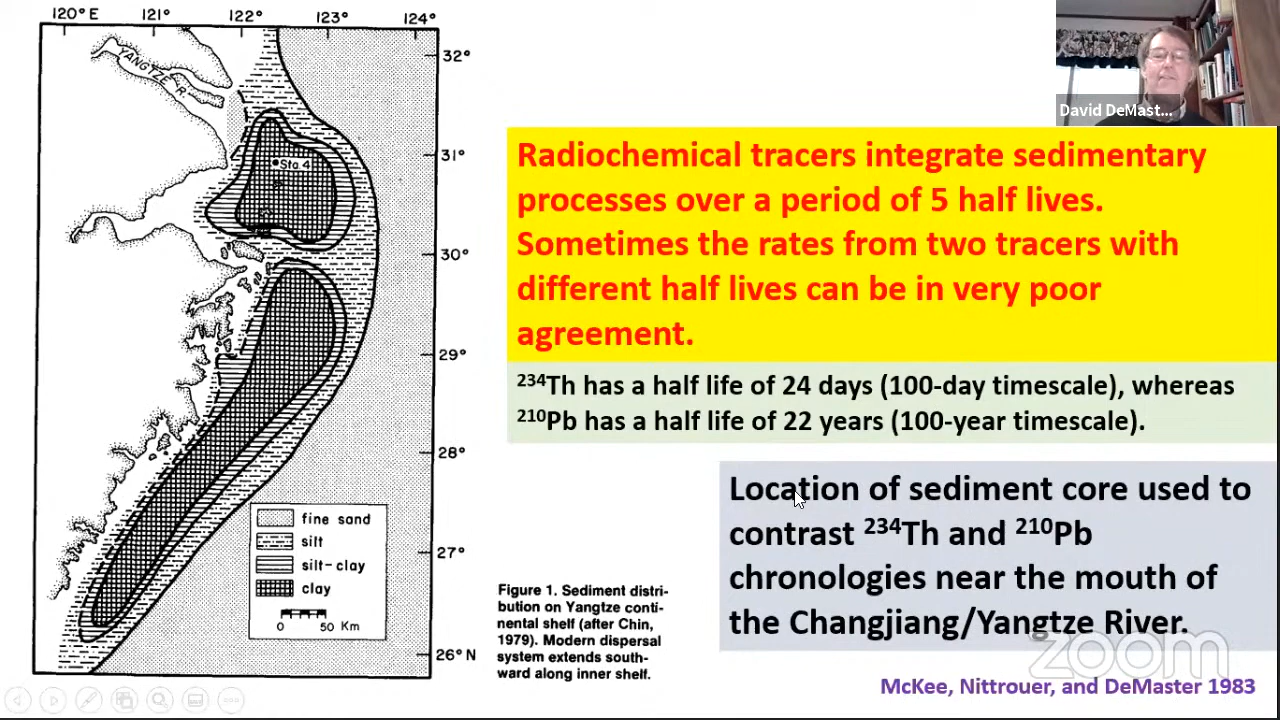 120°E 121° 122° 123° 124°
32°
31°
30°
29°
28°
27°
26°N
YANGTZE R.
Sta. 4
fine sand
silt
silt-clay
clay
0 50 Km
Figure 1. Sediment distri-
bution on Yangtze conti-
nental shelf (after Chin,
1979). Modern dispersal
system extends south-
ward along inner shelf.
David DeMast...
Radiochemical tracers integrate sedimentary
processes over a period of 5 half lives.
Sometimes the rates from two tracers with
different half lives can be in very poor
agreement.
²³⁴Th has a half life of 24 days (100-day timescale), whereas
²¹⁰Pb has a half life of 22 years (100-year timescale).
Location of sediment core used to
contrast ²³⁴Th and ²¹⁰Pb
chronologies near the mouth of
the Changjiang/Yangtze River.
zoom
McKee, Nittrouer, and DeMaster 1983